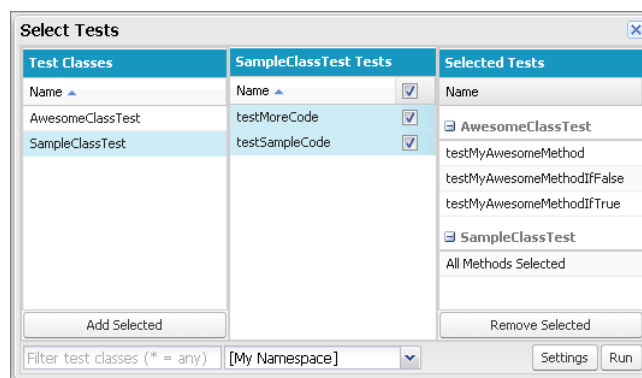 Select Tests
Test Classes
Name
AwesomeClassTest
SampleClassTest
Add Selected
SampleClassTest Tests
Name
testMoreCode
testSampleCode
Selected Tests
Name
AwesomeClassTest
testMyAwesomeMethod
testMyAwesomeMethodIfFalse
testMyAwesomeMethodIfTrue
SampleClassTest
All Methods Selected
Remove Selected
Filter test classes (* = any)
[My Namespace]
Settings
Run